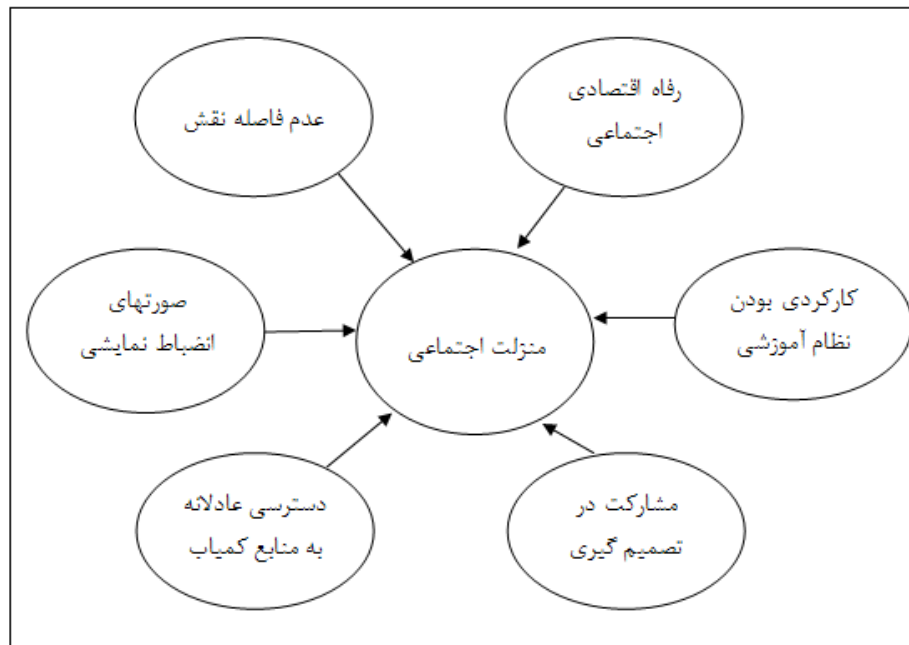 رفاه اقتصادی
اجتماعی
عدم فاصله نقش
کارکردی بودن
نظام آموزشی
منزلت اجتماعی
صورتهای
انضباط نمایشی
مشارکت در
تصمیم گیری
دسترسی عادلانه
به منابع کمیاب